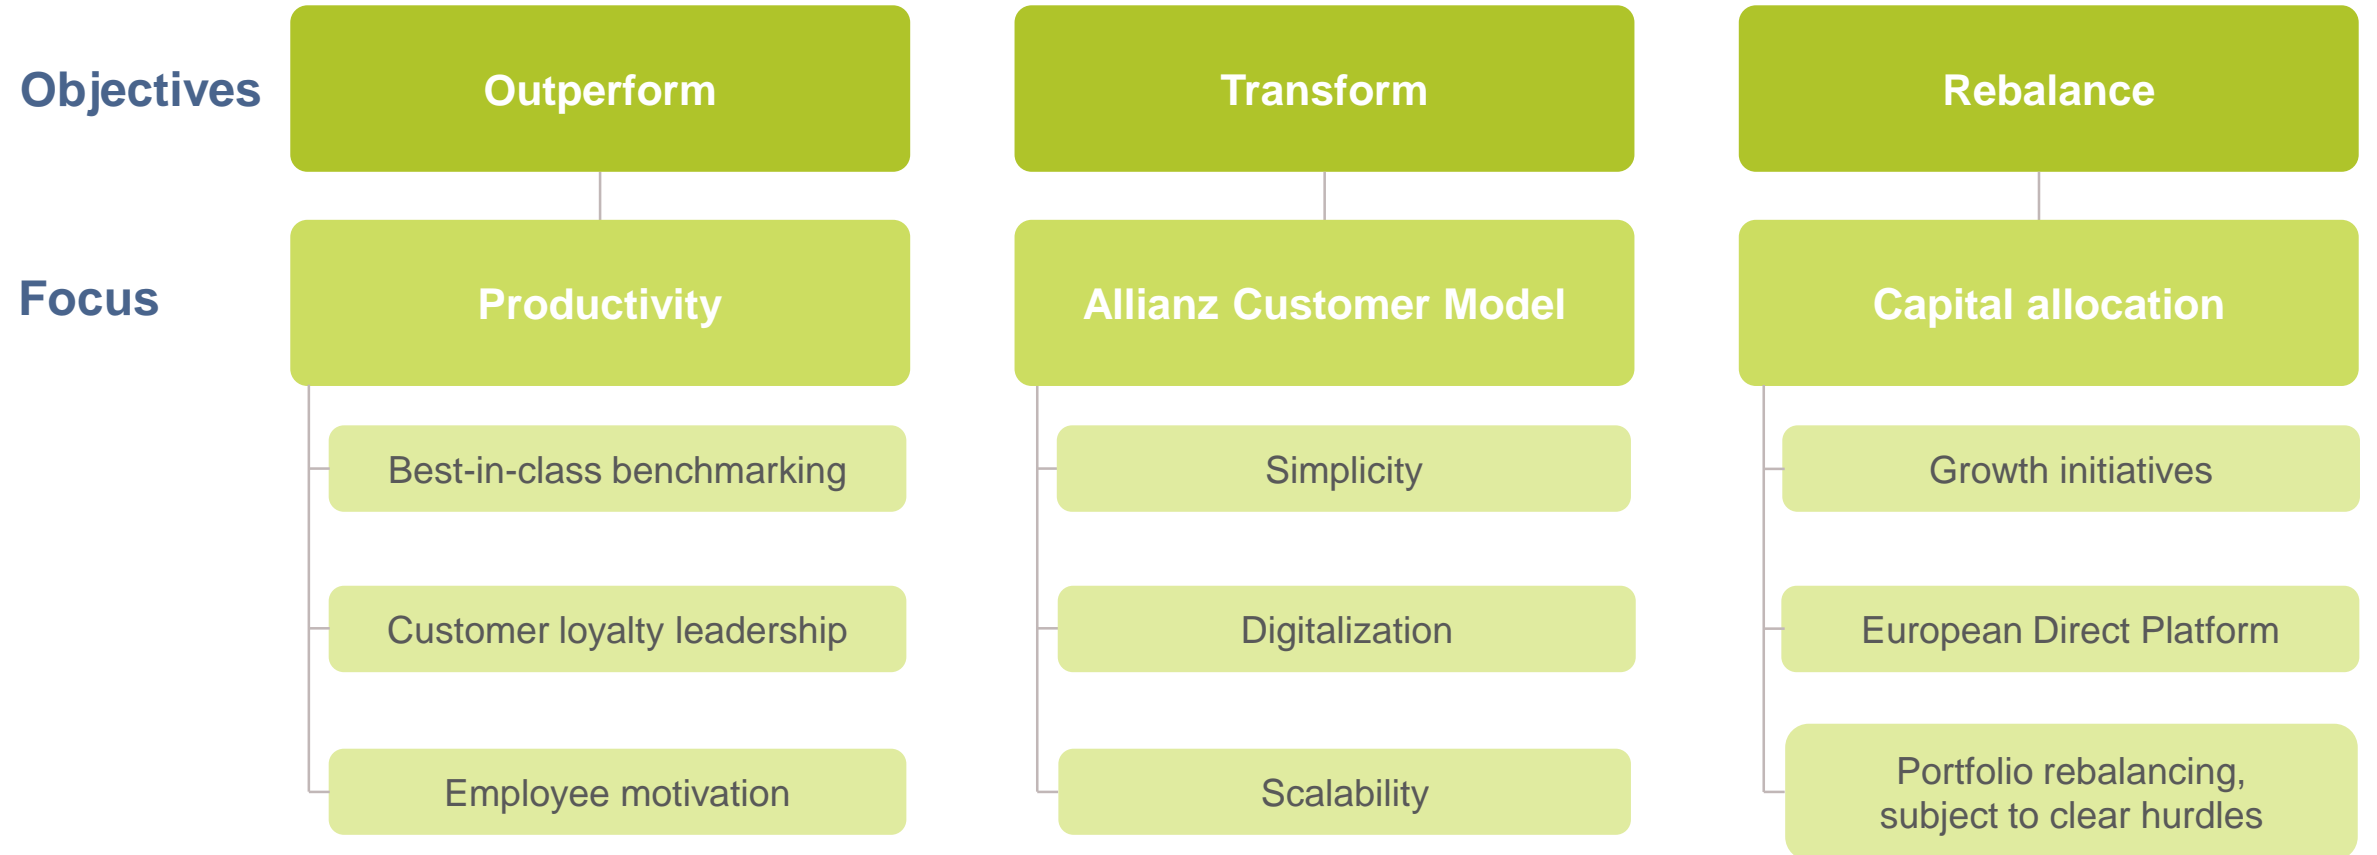 Objectives
Outperform
Transform
Rebalance
Focus
Productivity
Allianz Customer Model
Capital allocation
Best-in-class benchmarking
Simplicity
Growth initiatives
Customer loyalty leadership
Digitalization
European Direct Platform
Employee motivation
Scalability
Portfolio rebalancing,
subject to clear hurdles